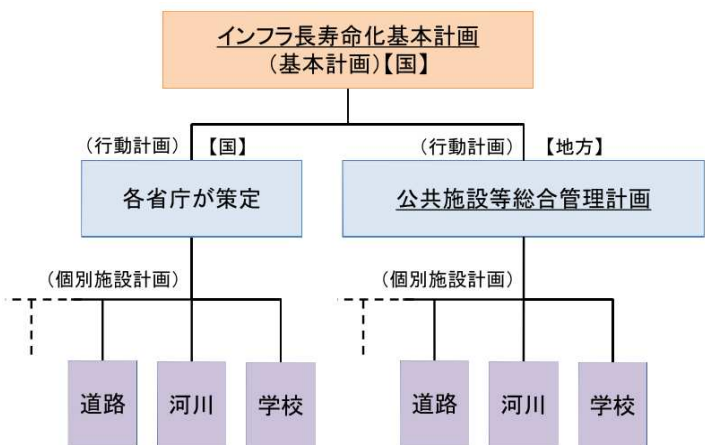 インフラ長寿命化基本計画
(基本計画)【国】
(行動計画) 【国】
(行動計画) 【地方】
各省庁が策定
公共施設等総合管理計画
(個別施設計画)
(個別施設計画)
道路
河川
学校
道路
河川
学校